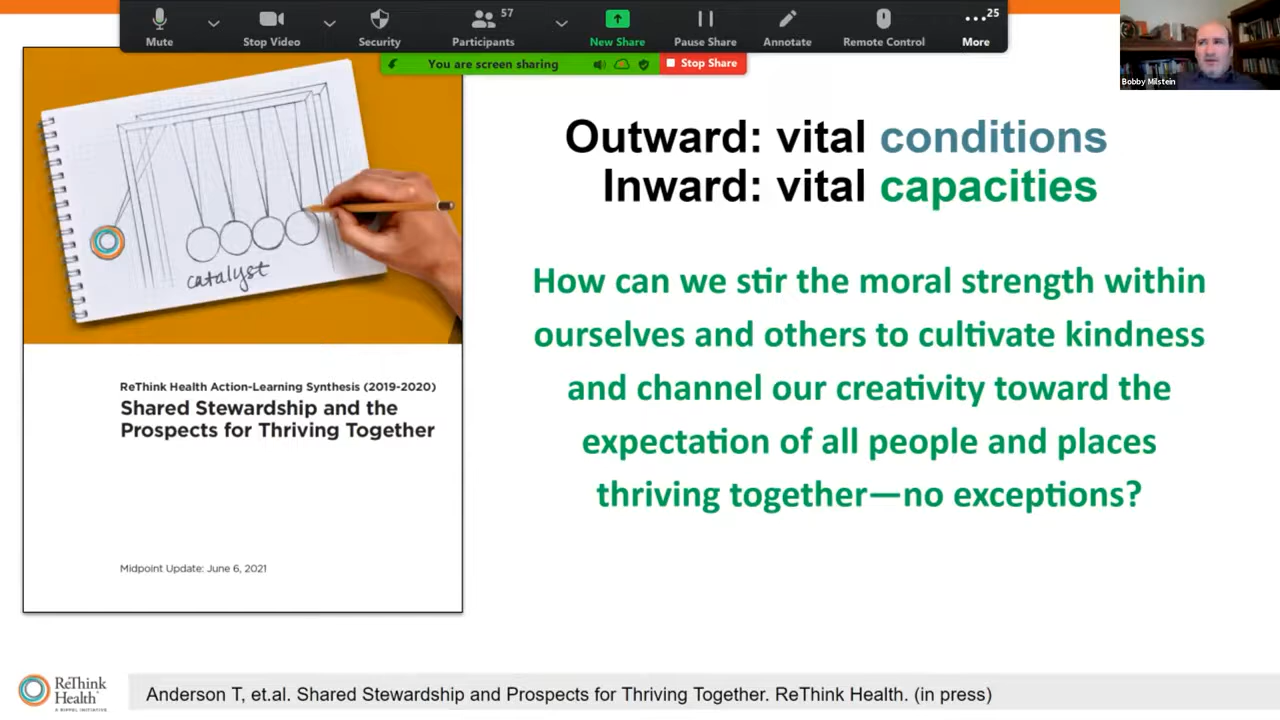 Mute
Stop Video
Security
57
Participants
New Share
Pause Share
Annotate
Remote Control
25
More
You are screen sharing
Stop Share
Bobby Milstein
catalyst
ReThink Health Action-Learning Synthesis (2019-2020)
Shared Stewardship and the
Prospects for Thriving Together
Midpoint Update: June 6, 2021
Outward: vital conditions
Inward: vital capacities
How can we stir the moral strength within
ourselves and others to cultivate kindness
and channel our creativity toward the
expectation of all people and places
thriving together—no exceptions?
ReThink
Health
A RIPPEL INITIATIVE
Anderson T, et.al. Shared Stewardship and Prospects for Thriving Together. ReThink Health. (in press)